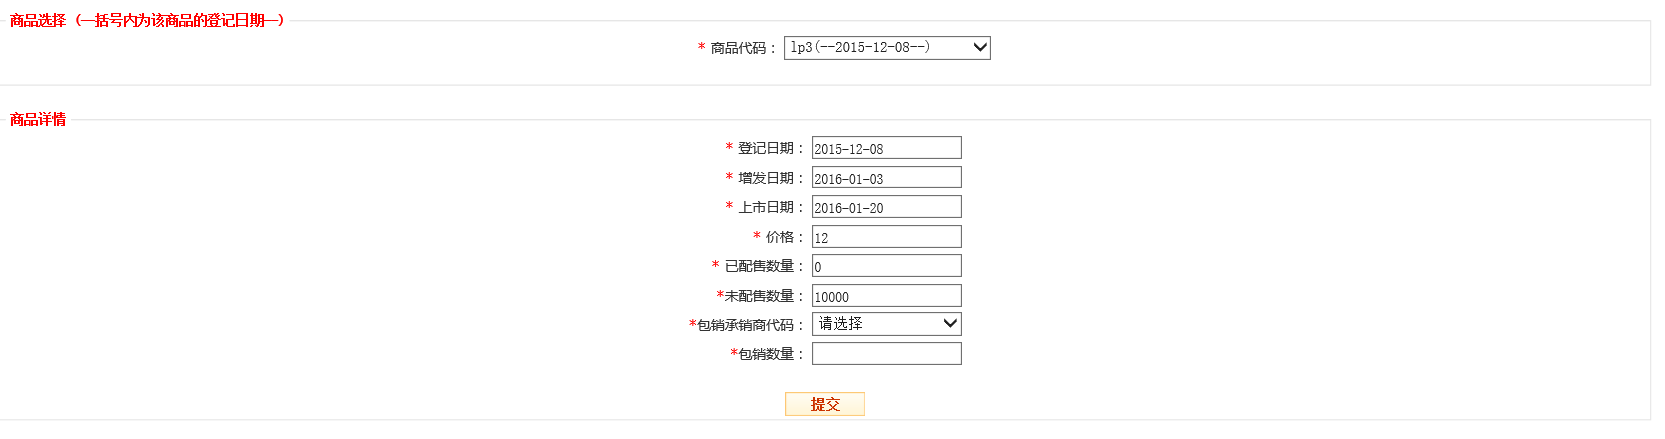 商品选择（—括号内为该商品的登记日期—）
* 商品代码： lp3(--2015-12-08--)
商品详情
* 登记日期： 2015-12-08
* 增发日期： 2016-01-03
* 上市日期： 2016-01-20
* 价格： 12
* 已配售数量： 0
*未配售数量： 10000
*包销承销商代码： 请选择
*包销数量：
提交